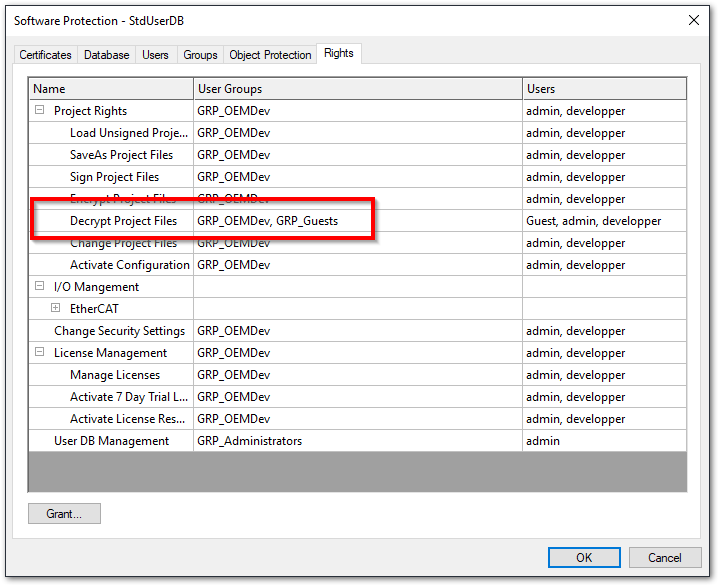 Software Protection - StdUserDB
Certificates Database Users Groups Object Protection Rights
Name User Groups Users
Project Rights GRP_OEMDev admin, developper
Load Unsigned Proje... GRP_OEMDev admin, developper
SaveAs Project Files GRP_OEMDev admin, developper
Sign Project Files GRP_OEMDev admin, developper
Encrypt Project Files GRP_OEMDev admin, developper
Decrypt Project Files GRP_OEMDev, GRP_Guests Guest, admin, developper
Change Project Files GRP_OEMDev admin, developper
Activate Configuration GRP_OEMDev admin, developper
I/O Mangement
EtherCAT
Change Security Settings GRP_OEMDev admin, developper
License Management GRP_OEMDev admin, developper
Manage Licenses GRP_OEMDev admin, developper
Activate 7 Day Trial L... GRP_OEMDev admin, developper
Activate License Res... GRP_OEMDev admin, developper
User DB Management GRP_Administrators admin
Grant...
OK Cancel